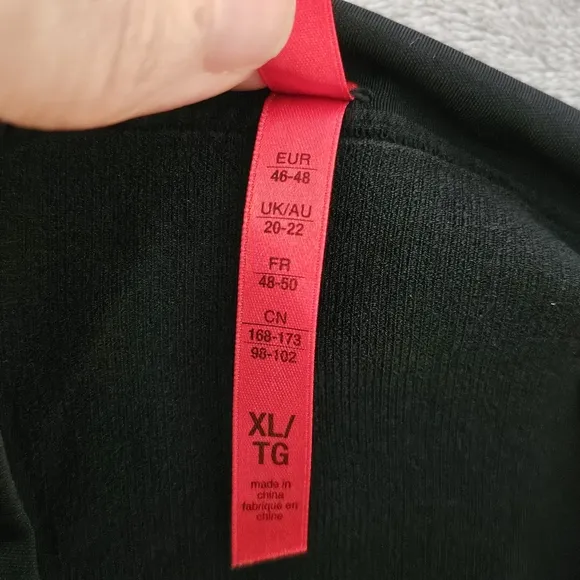 EUR
46-48
UK/AU
20-22
FR
48-50
CN
168-173
98-102
XL/
TG
made in
china
fabriqué en
chine